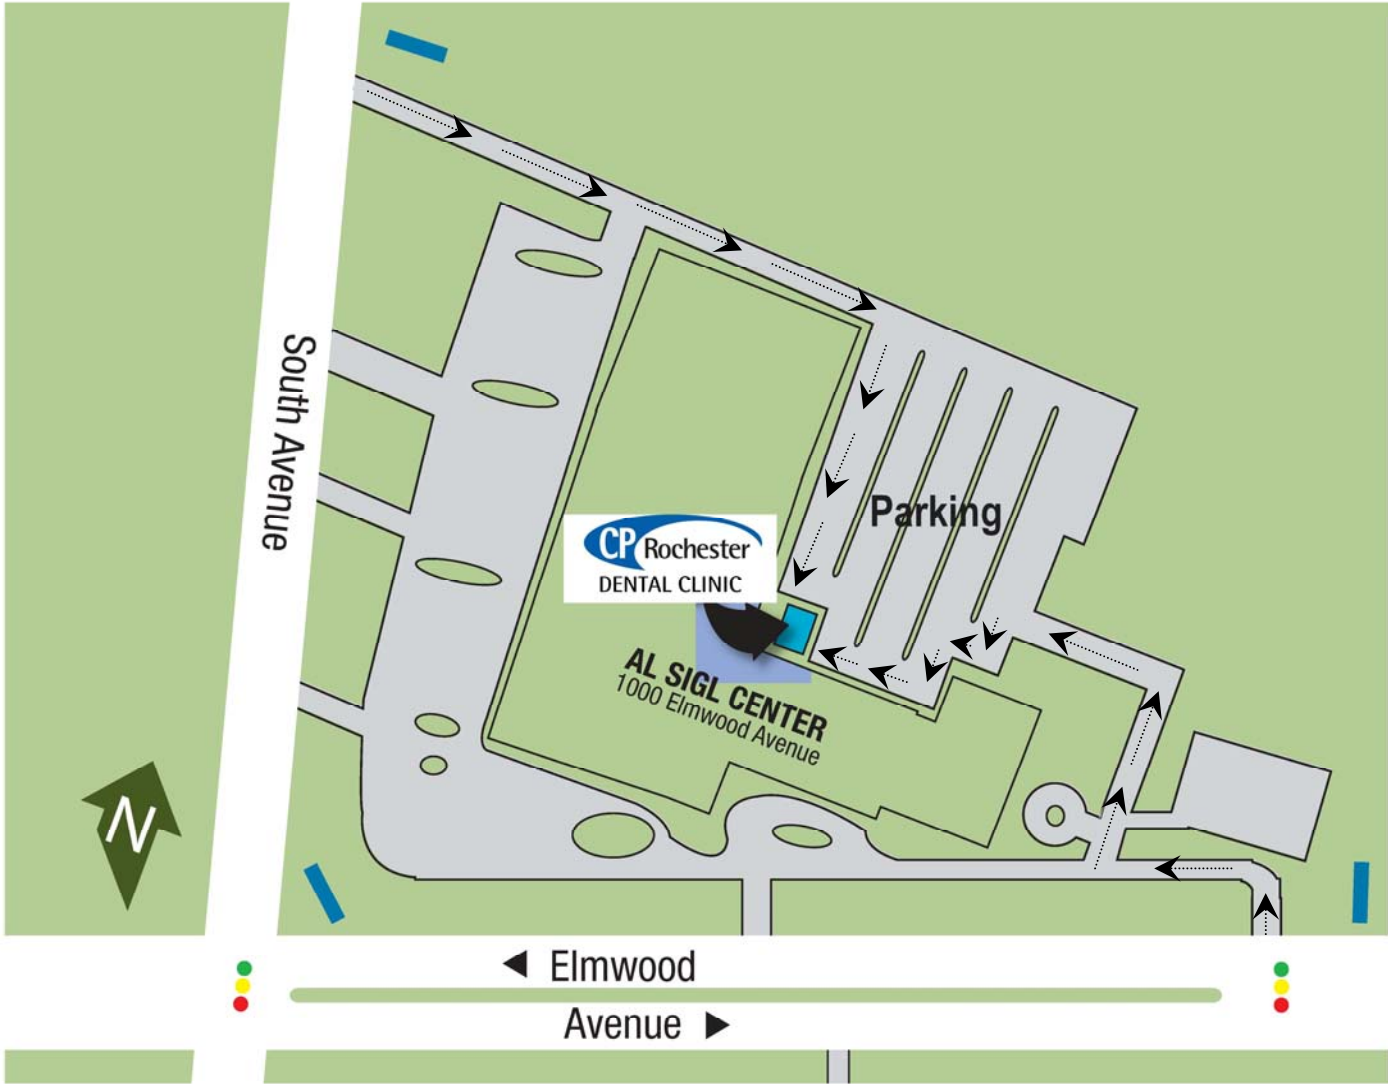 South Avenue
Parking
CP Rochester
DENTAL CLINIC
AL SIGL CENTER
1000 Elmwood Avenue
N
Elmwood
Avenue